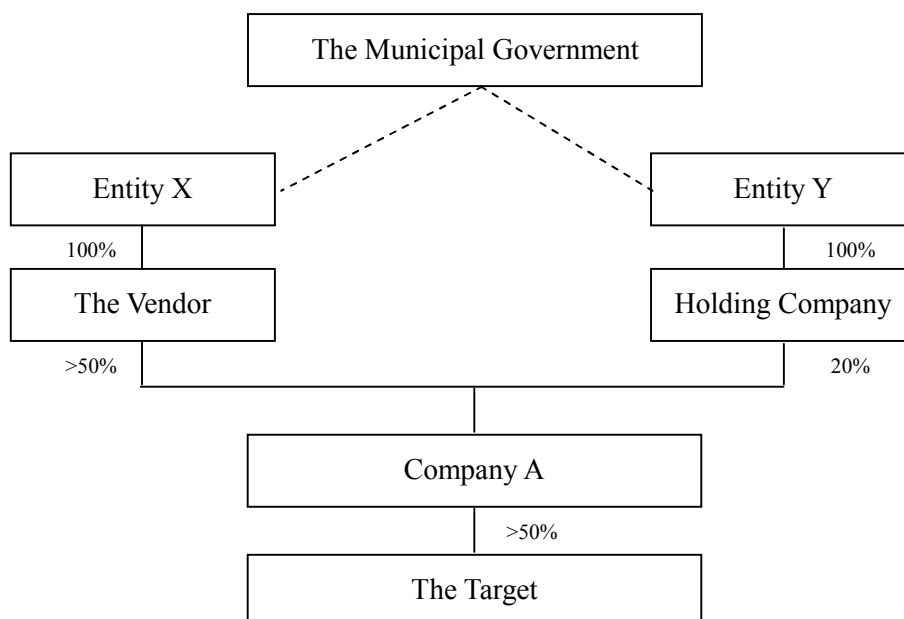 The Municipal Government
Entity X
Entity Y
100%
100%
The Vendor
Holding Company
>50%
20%
Company A
>50%
The Target